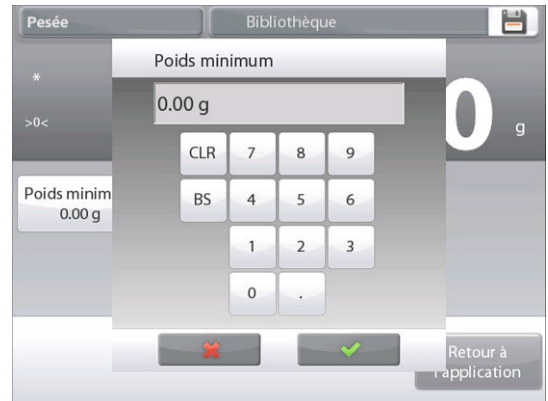 Pesée
Bibliothèque
Poids minimum
*
>0<
0.00 g
0 g
CLR 7 8 9
Poids minim
0.00 g
BS 4 5 6
1 2 3
0 .
Retour à
l'application